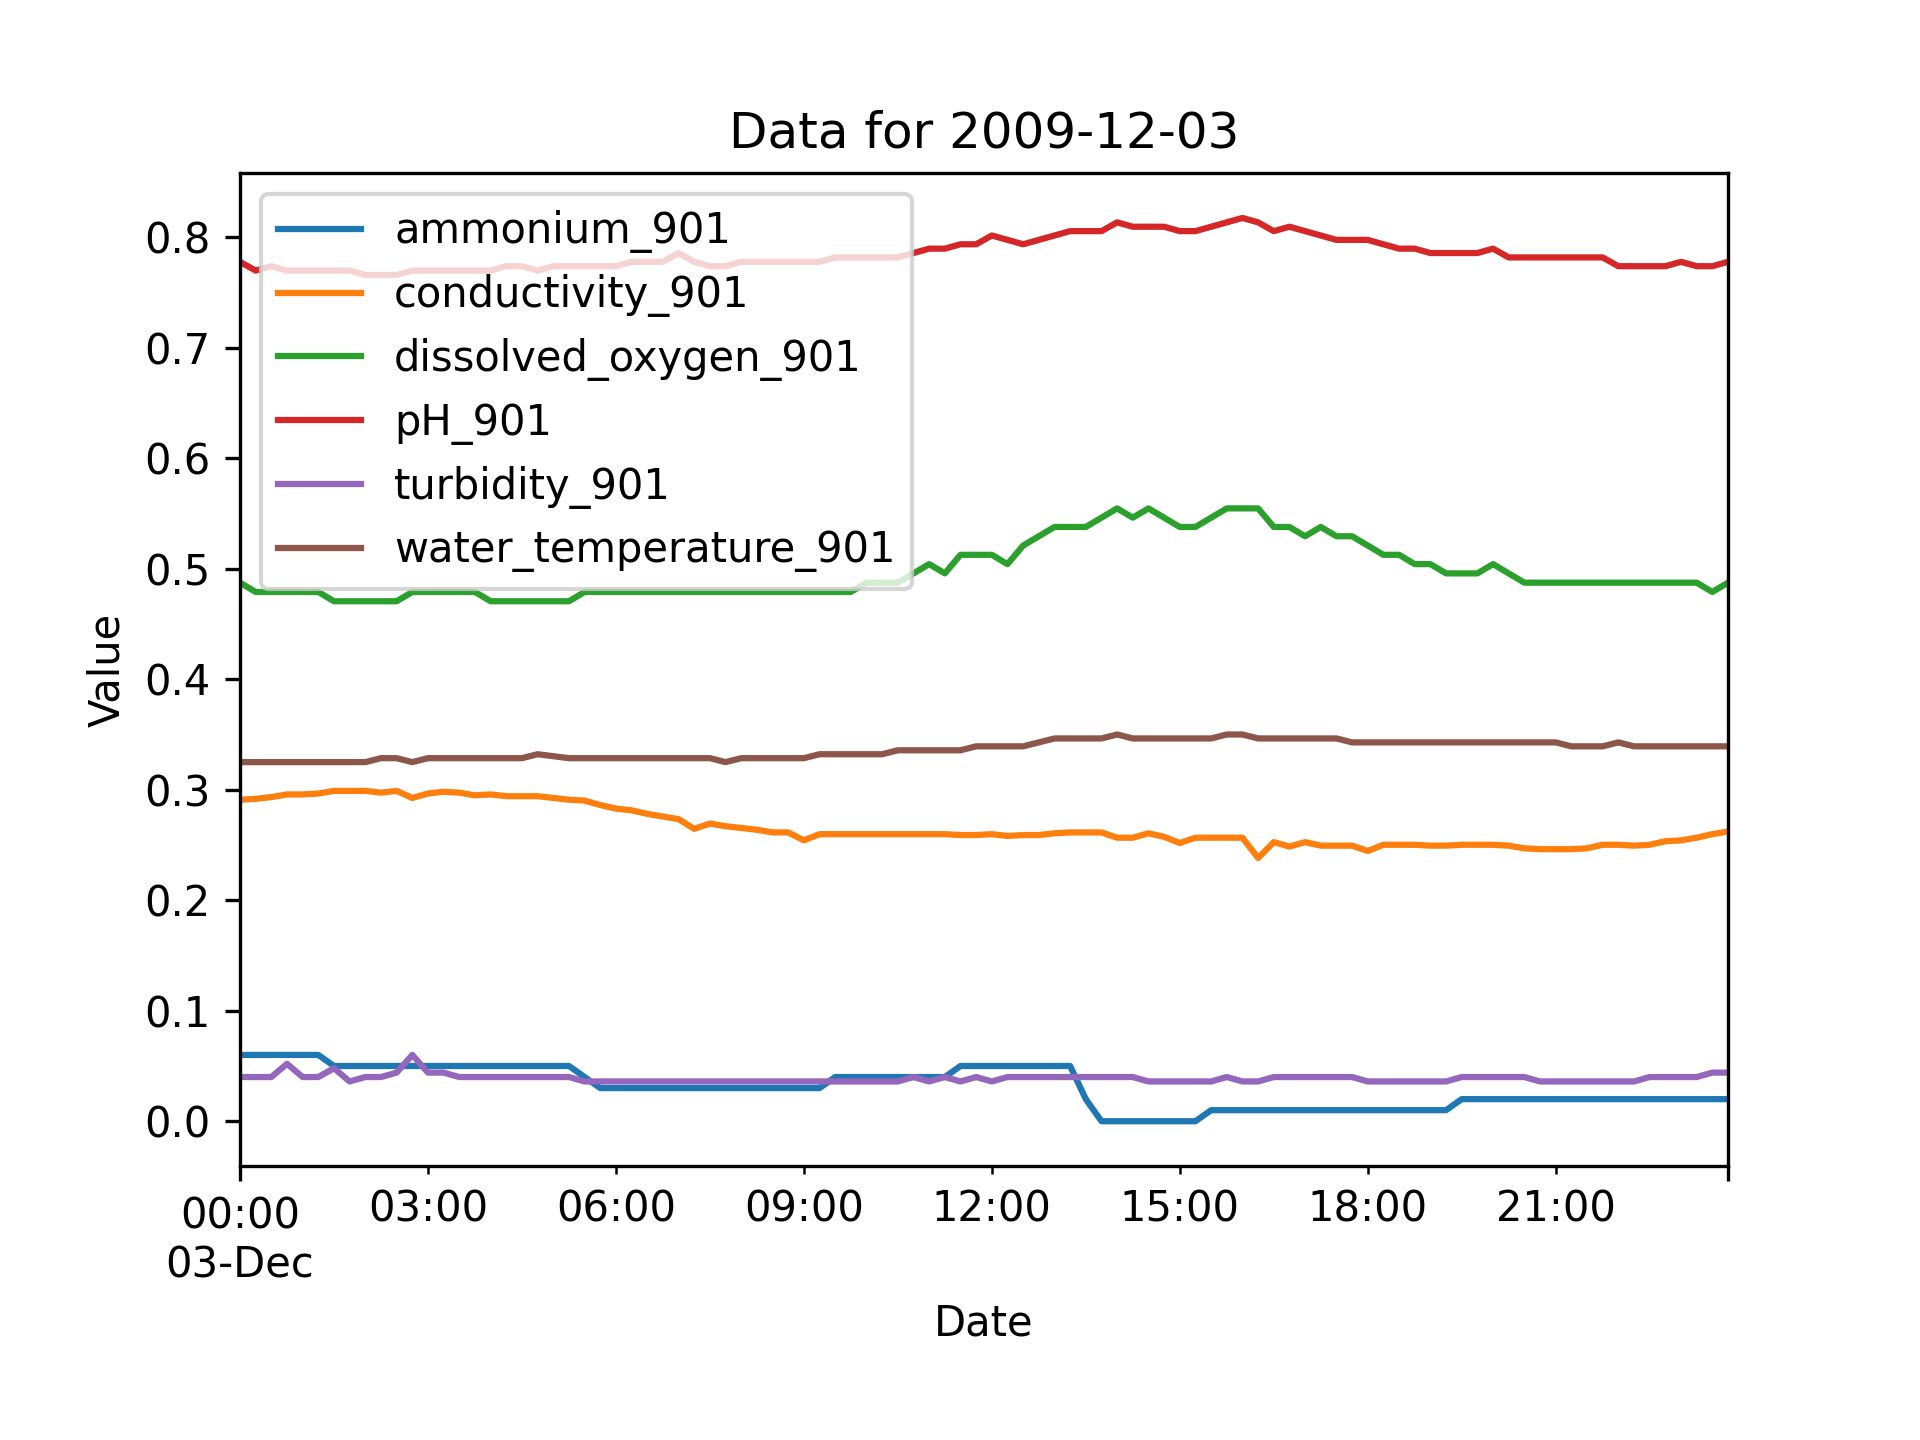 Data for 2009-12-03
ammonium_901
conductivity_901
dissolved_oxygen_901
pH_901
turbidity_901
water_temperature_901
0.8
0.7
0.6
0.5
0.4
0.3
0.2
0.1
0.0
Value
00:00 03:00 06:00 09:00 12:00 15:00 18:00 21:00
03-Dec
Date